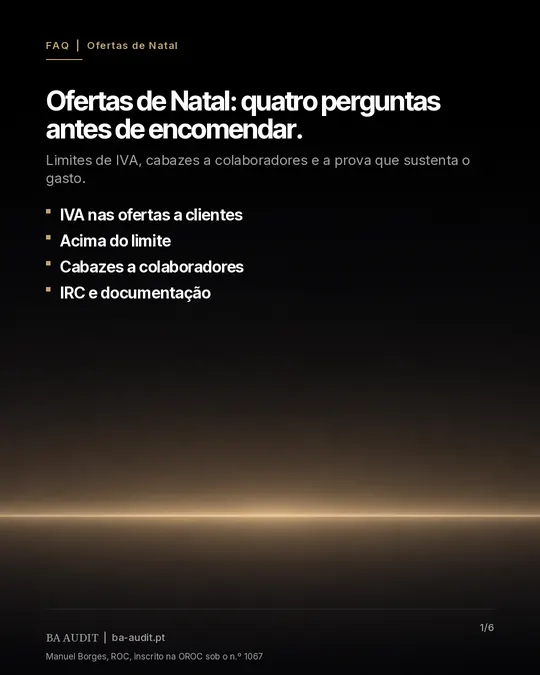 FAQ | Ofertas de Natal
Ofertas de Natal: quatro perguntas
antes de encomendar.
Limites de IVA, cabazes a colaboradores e a prova que sustenta o
gasto.
IVA nas ofertas a clientes
Acima do limite
Cabazes a colaboradores
IRC e documentação
1/6
BA AUDIT | ba-audit.pt
Manuel Borges, ROC, inscrito na OROC sob o n.º 1067